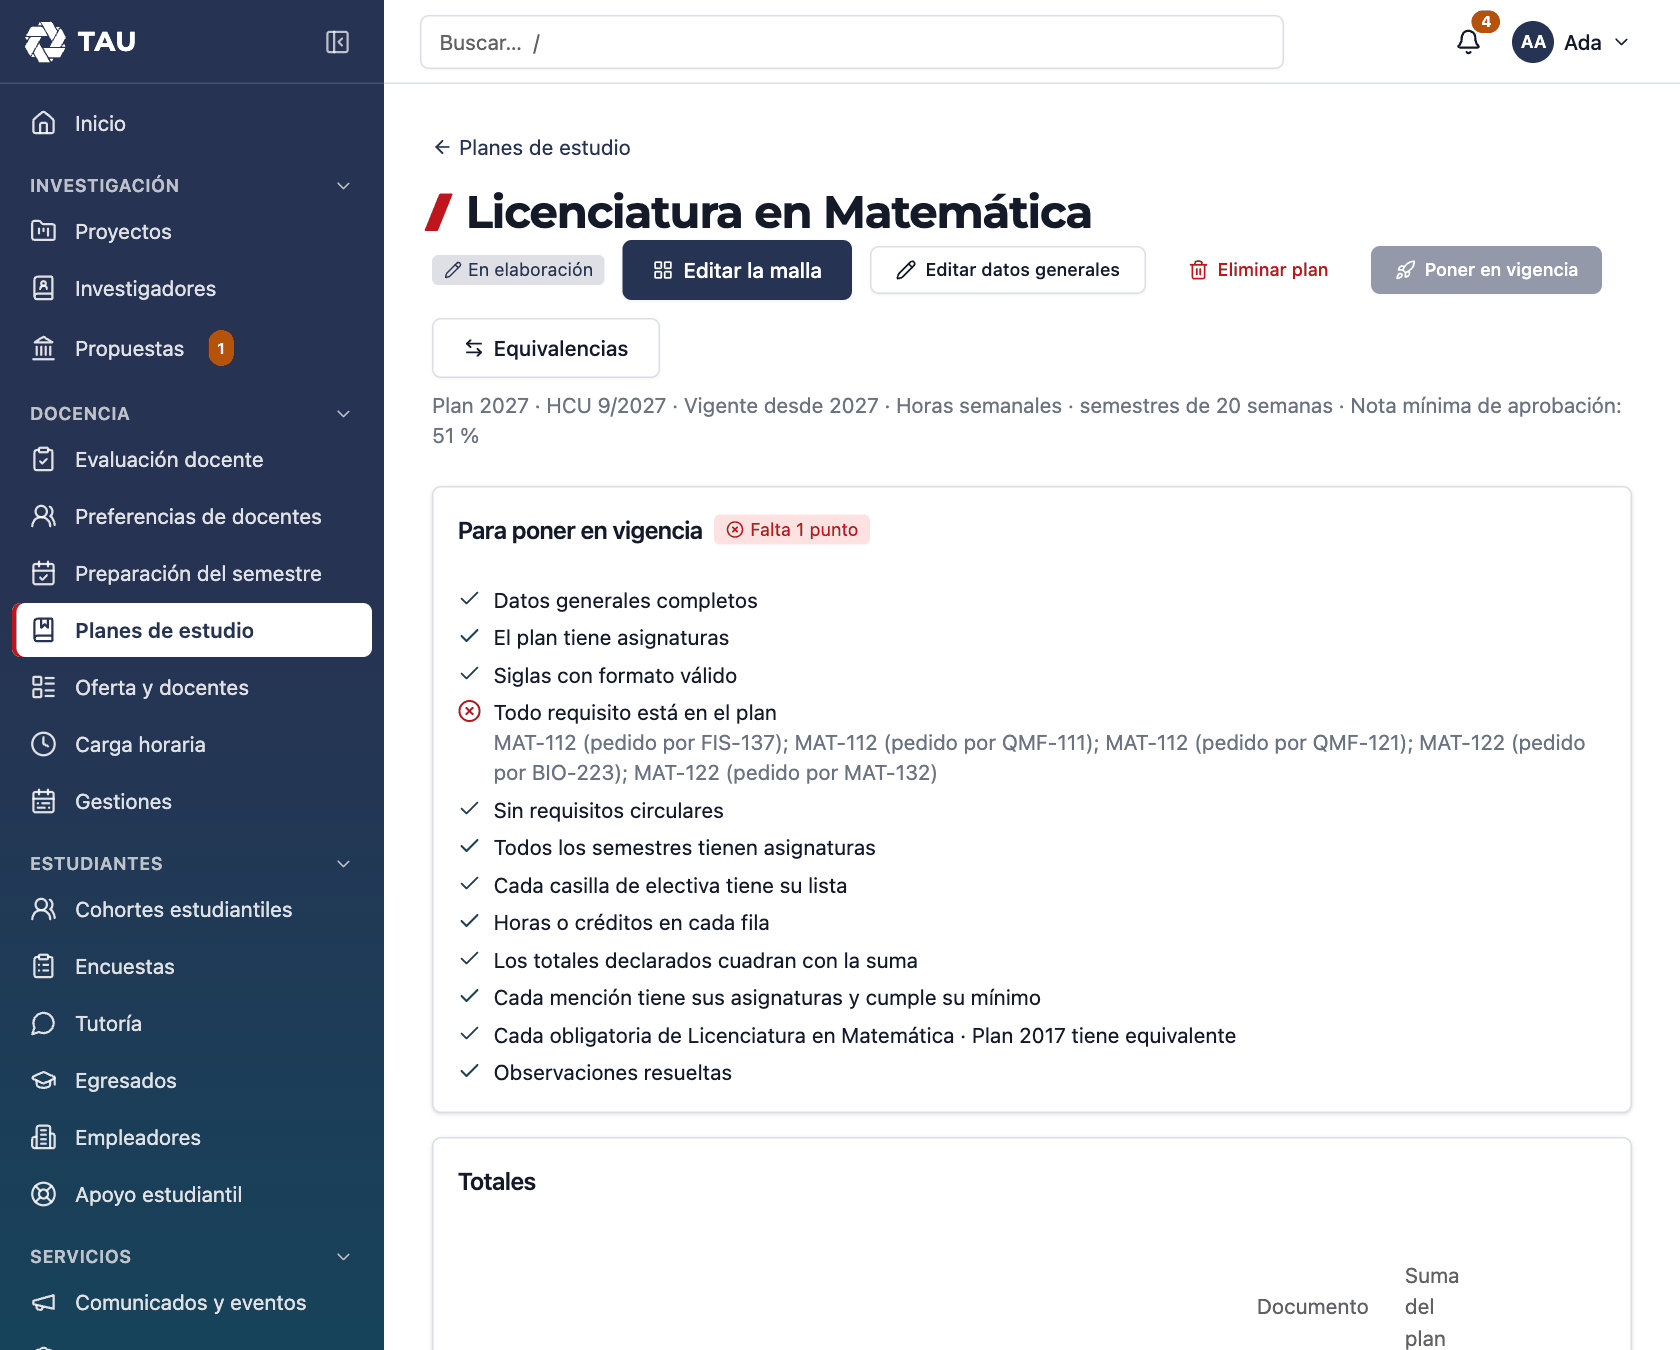 TAU
Buscar... /
4
AA
Ada
Inicio
INVESTIGACIÓN
Proyectos
Investigadores
Propuestas
1
DOCENCIA
Evaluación docente
Preferencias de docentes
Preparación del semestre
Planes de estudio
Oferta y docentes
Carga horaria
Gestiones
ESTUDIANTES
Cohortes estudiantiles
Encuestas
Tutoría
Egresados
Empleadores
Apoyo estudiantil
SERVICIOS
Comunicados y eventos
← Planes de estudio
Licenciatura en Matemática
En elaboración
Editar la malla
Editar datos generales
Eliminar plan
Poner en vigencia
Equivalencias
Plan 2027 · HCU 9/2027 · Vigente desde 2027 · Horas semanales · semestres de 20 semanas · Nota mínima de aprobación:
51 %
Para poner en vigencia
Falta 1 punto
Datos generales completos
El plan tiene asignaturas
Siglas con formato válido
Todo requisito está en el plan
MAT-112 (pedido por FIS-137); MAT-112 (pedido por QMF-111); MAT-112 (pedido por QMF-121); MAT-122 (pedido
por BIO-223); MAT-122 (pedido por MAT-132)
Sin requisitos circulares
Todos los semestres tienen asignaturas
Cada casilla de electiva tiene su lista
Horas o créditos en cada fila
Los totales declarados cuadran con la suma
Cada mención tiene sus asignaturas y cumple su mínimo
Cada obligatoria de Licenciatura en Matemática · Plan 2017 tiene equivalente
Observaciones resueltas
Totales
Documento
Suma
del
plan